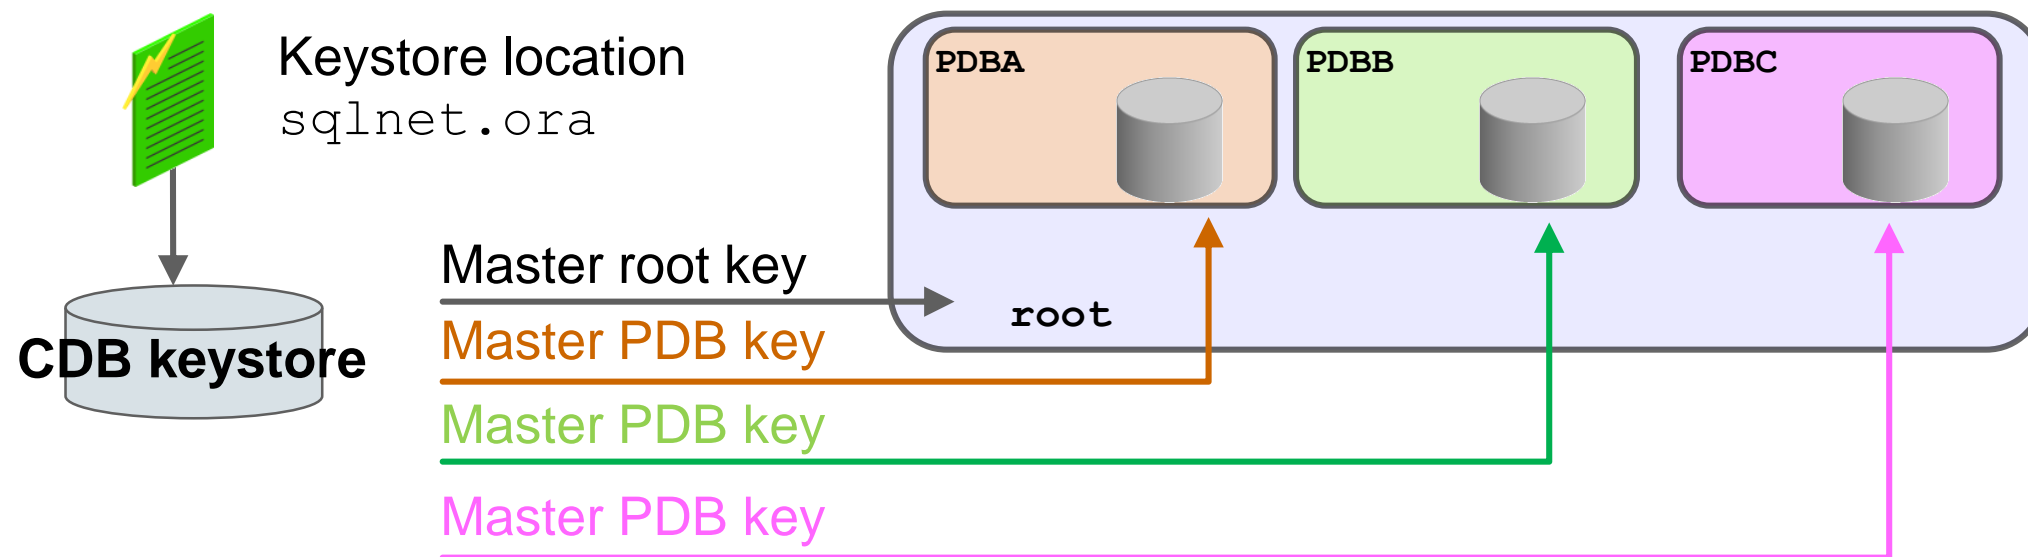 Keystore location
sqlnet.ora
PDBA
PDBB
PDBC
Master root key
root
Master PDB key
CDB keystore
Master PDB key
Master PDB key